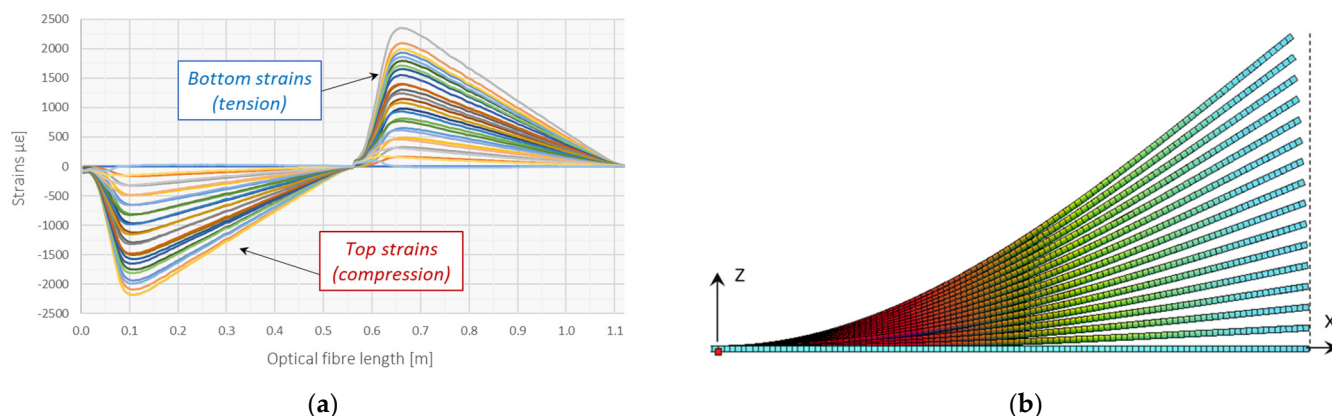 2500
2000
1500
1000
500
0
-500
-1000
-1500
-2000
-2500
Strains µε
Bottom strains
(tension)
Top strains
(compression)
0.0 0.1 0.2 0.3 0.4 0.5 0.6 0.7 0.8 0.9 1.0 1.1
Optical fibre length [m]
(a)
Z
X
(b)